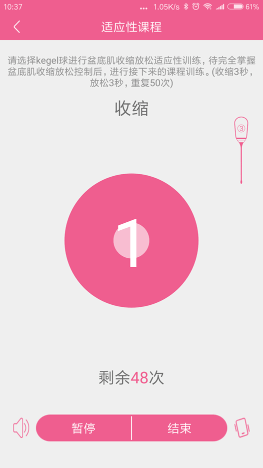 10:37 ... 1.05K/s 61%
适应性课程
请选择kegel球进行盆底肌收缩放松适应性训练，待完全掌握
盆底肌收缩放松控制后，进行接下来的课程训练。(收缩3秒，
放松3秒，重复50次)
收缩
③
1
剩余48次
暂停 结束